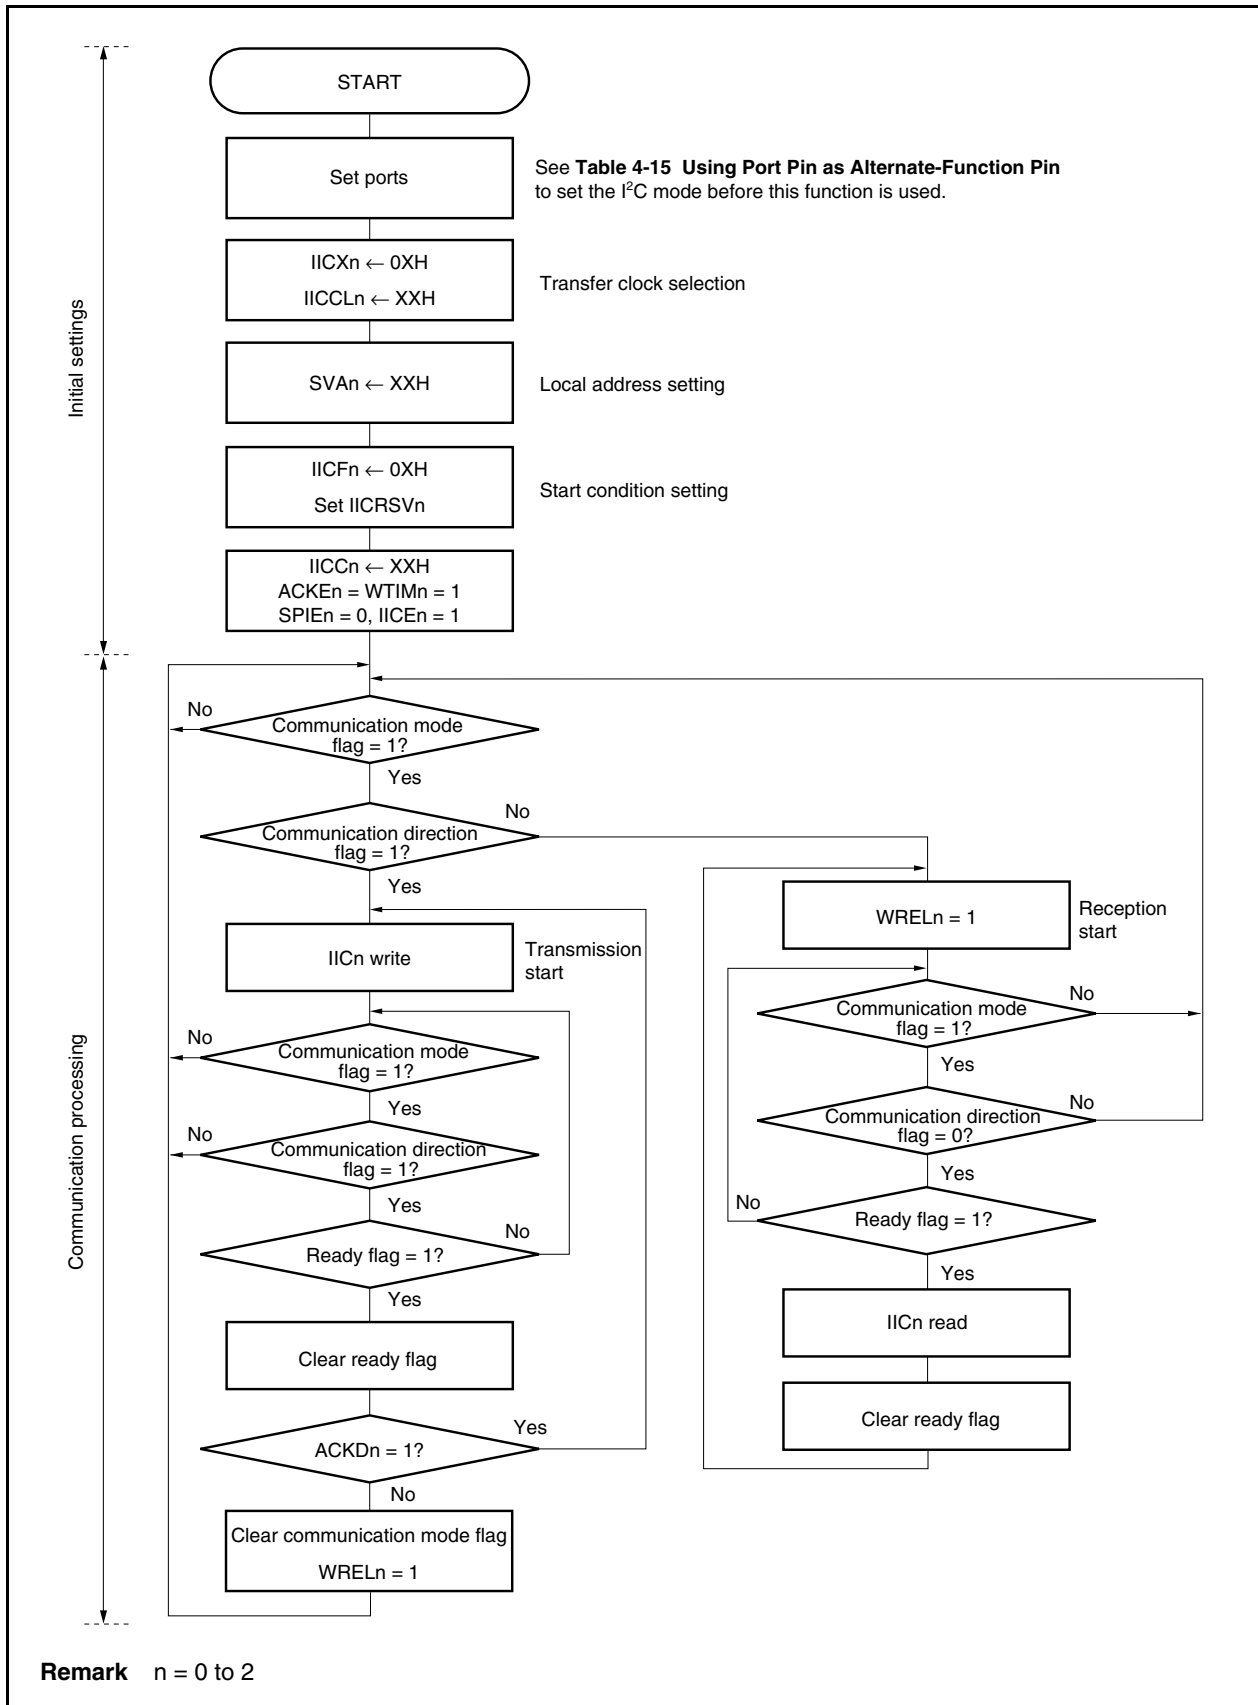 START
Set ports
See Table 4-15 Using Port Pin as Alternate-Function Pin
to set the I²C mode before this function is used.
IICXn ← 0XH
IICCLn ← XXH
Transfer clock selection
SVAn ← XXH
Local address setting
IICFn ← 0XH
Set IICRSVn
Start condition setting
IICCn ← XXH
ACKEn = WTIMn = 1
SPIEn = 0, IICEn = 1
Initial settings
Communication mode
flag = 1?
No
Yes
Communication direction
flag = 1?
No
Yes
IICn write
Transmission
start
Communication mode
flag = 1?
No
Yes
Communication direction
flag = 1?
No
Yes
Ready flag = 1?
No
Yes
Clear ready flag
ACKDn = 1?
Yes
No
Clear communication mode flag
WRELn = 1
WRELn = 1
Reception
start
Communication mode
flag = 1?
No
Yes
Communication direction
flag = 0?
No
Yes
Ready flag = 1?
No
Yes
IICn read
Clear ready flag
Communication processing
Remark n = 0 to 2